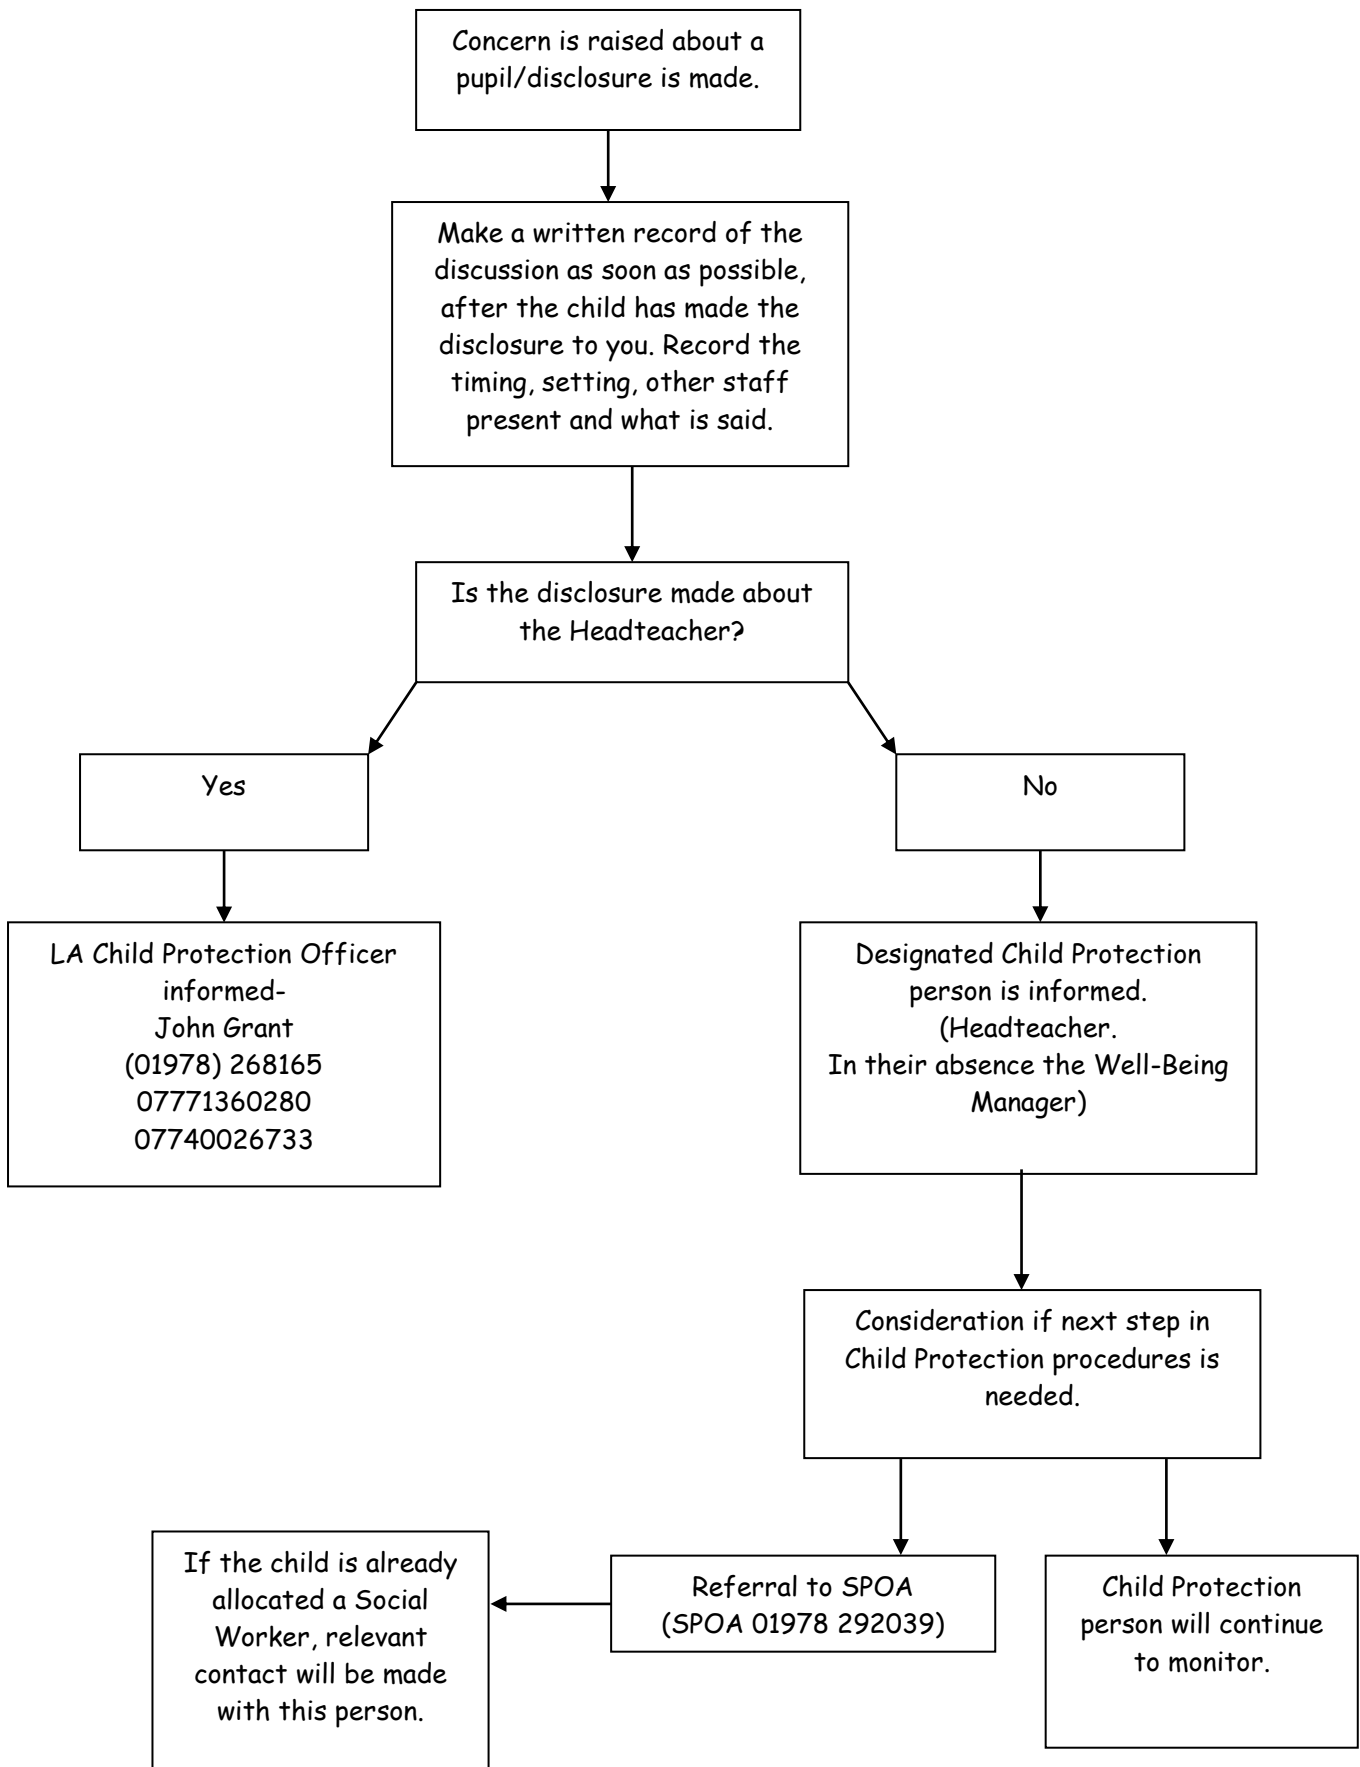 Concern is raised about a
pupil/disclosure is made.
Make a written record of the
discussion as soon as possible,
after the child has made the
disclosure to you. Record the
timing, setting, other staff
present and what is said.
Is the disclosure made about
the Headteacher?
Yes
No
LA Child Protection Officer
informed-
John Grant
(01978) 268165
07771360280
07740026733
Designated Child Protection
person is informed.
(Headteacher.
In their absence the Well-Being
Manager)
Consideration if next step in
Child Protection procedures is
needed.
If the child is already
allocated a Social
Worker, relevant
contact will be made
with this person.
Referral to SPOA
(SPOA 01978 292039)
Child Protection
person will continue
to monitor.